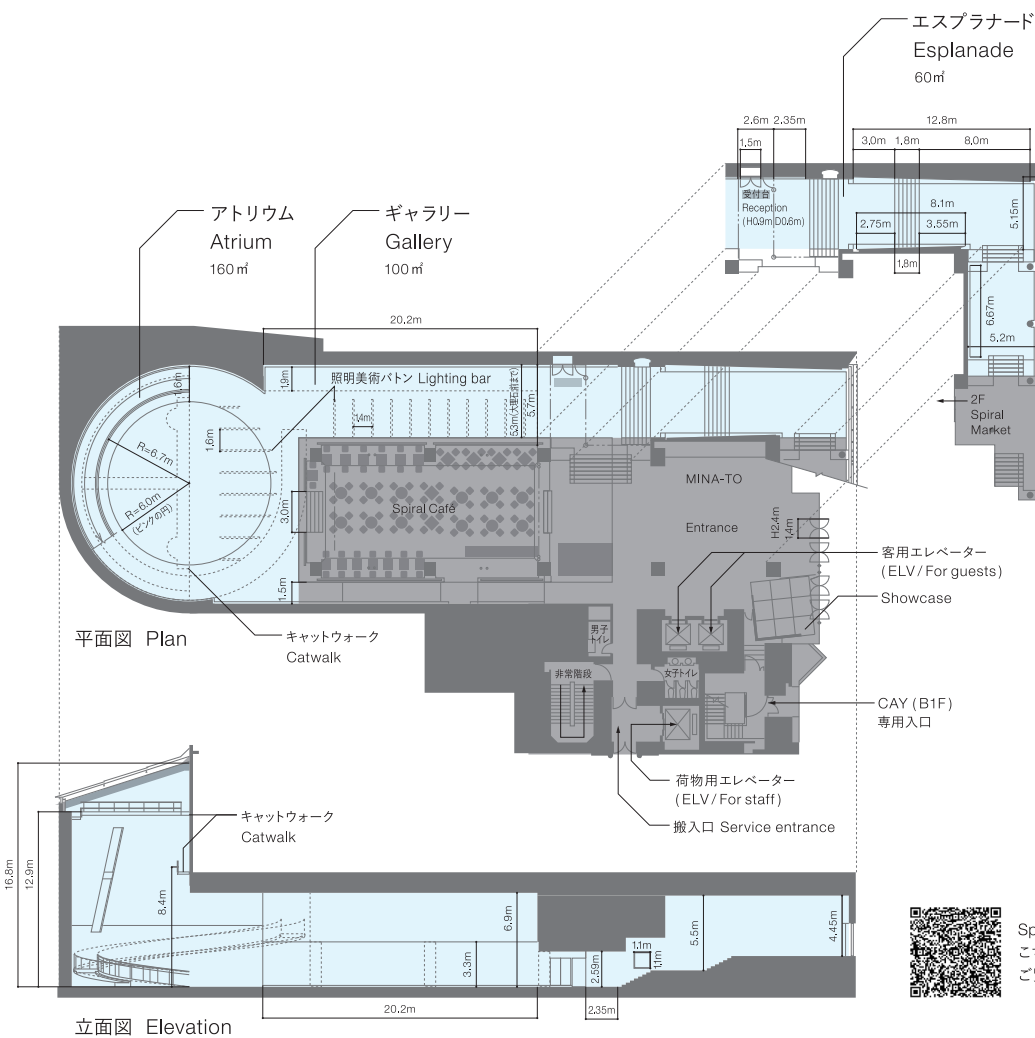 エスプラナード
Esplanade
60㎡
2.6m
2.35m
12.8m
1.5m
3.0m
1.8m
8.0m
受付台
Reception
(H0.9m D0.6m)
8.1m
2.75m
3.55m
1.8m
5.15m
6.67m
5.2m
2F
Spiral
Market
アトリウム
Atrium
160㎡
ギャラリー
Gallery
100㎡
20.2m
1.6m
1.9m
照明美術バトン Lighting bar
1.4m
5.3m(大理石前まで)
5.7m
1.6m
R=6.7m
R=6.0m
(ピンクの円)
3.0m
Spiral Café
1.5m
MINA-TO
Entrance
H2.4m
1.4m
客用エレベーター
(ELV / For guests)
Showcase
男子
トイレ
非常階段
女子トイレ
CAY (B1F)
専用入口
平面図 Plan
キャットウォーク
Catwalk
荷物用エレベーター
(ELV / For staff)
搬入口 Service entrance
キャットウォーク
Catwalk
16.8m
12.9m
8.4m
6.9m
3.3m
2.59m
1.1m
1.1m
5.5m
4.45m
20.2m
2.35m
立面図 Elevation